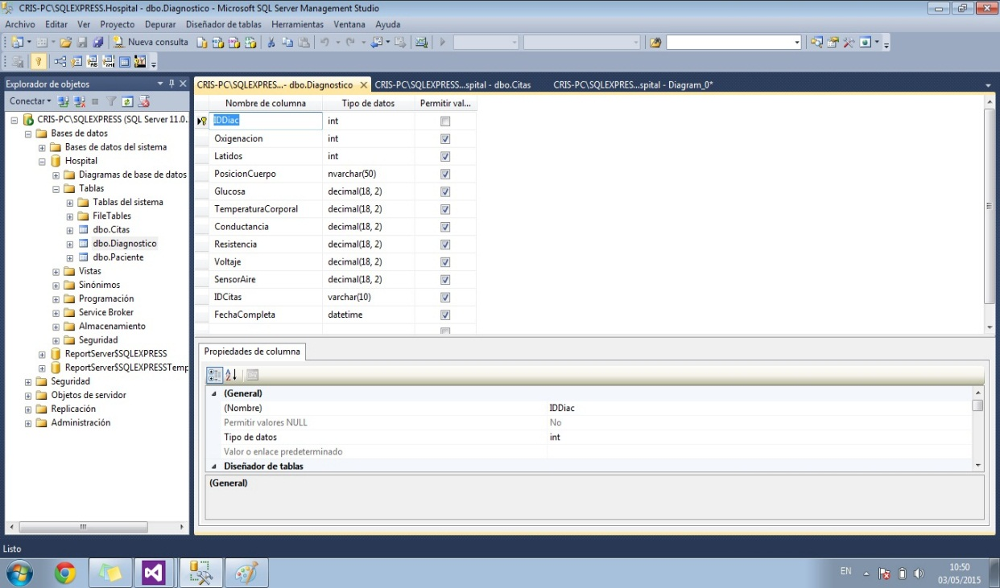 CRIS-PC\SQLEXPRESS.Hospital - dbo.Diagnostico - Microsoft SQL Server Management Studio
Archivo Editar Ver Proyecto Depurar Diseñador de tablas Herramientas Ventana Ayuda
Nueva consulta
Explorador de objetos
Conectar
CRIS-PC\SQLEXPRESS (SQL Server 11.0.
Bases de datos
Bases de datos del sistema
Hospital
Diagramas de base de datos
Tablas
Tablas del sistema
FileTables
dbo.Citas
dbo.Diagnostico
dbo.Paciente
Vistas
Sinónimos
Programación
Service Broker
Almacenamiento
Seguridad
ReportServer$SQLEXPRESS
ReportServer$SQLEXPRESSTemp
Seguridad
Objetos de servidor
Replicación
Administración
CRIS-PC\SQLEXPRES...- dbo.Diagnostico CRIS-PC\SQLEXPRESS...spital - dbo.Citas CRIS-PC\SQLEXPRES...spital - Diagram_0*
Nombre de columna Tipo de datos Permitir val...
IDDiac int
Oxigenacion int
Latidos int
PosicionCuerpo nvarchar(50)
Glucosa decimal(18, 2)
TemperaturaCorporal decimal(18, 2)
Conductancia decimal(18, 2)
Resistencia decimal(18, 2)
Voltaje decimal(18, 2)
SensorAire decimal(18, 2)
IDCitas varchar(10)
FechaCompleta datetime
Propiedades de columna
(General)
(Nombre) IDDiac
Permitir valores NULL No
Tipo de datos int
Valor o enlace predeterminado
Diseñador de tablas
(General)
Listo
EN
10:50
03/05/2015